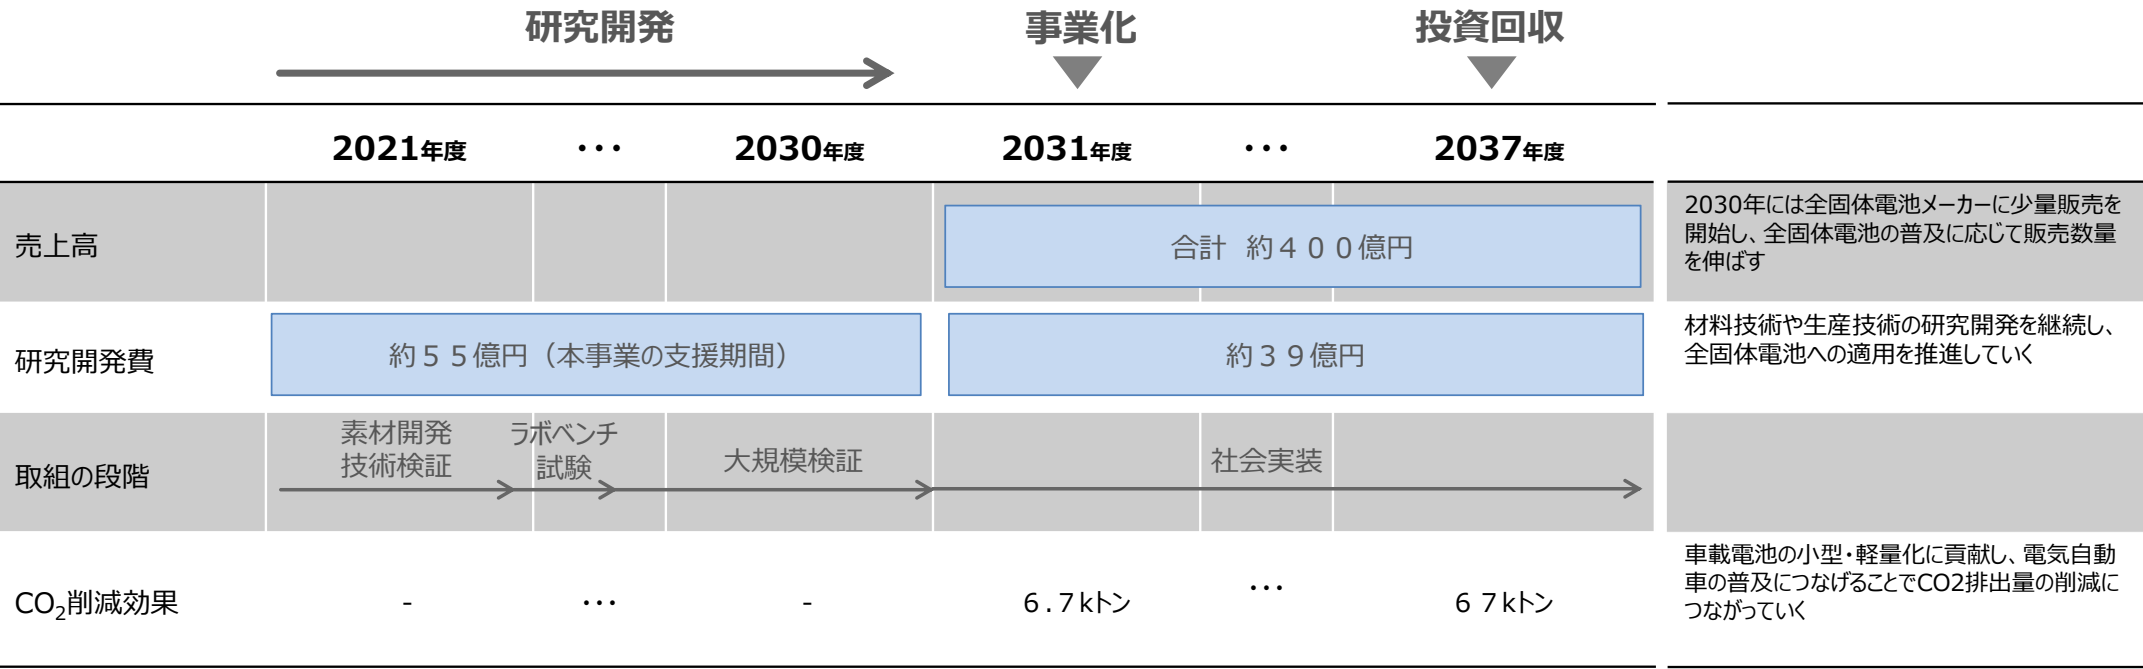 研究開発 事業化 投資回収
2021年度 ・・・ 2030年度 2031年度 ・・・ 2037年度
売上高
合計 約４００億円
2030年には全固体電池メーカーに少量販売を
開始し、全固体電池の普及に応じて販売数量
を伸ばす
研究開発費
約５５億円（本事業の支援期間）
約３９億円
材料技術や生産技術の研究開発を継続し、
全固体電池への適用を推進していく
取組の段階
素材開発
技術検証
ラボベンチ
試験
大規模検証
社会実装
CO₂削減効果
- ・・・ - ６.７kトン ・・・ ６７kトン
車載電池の小型・軽量化に貢献し、電気自動
車の普及につなげることでCO2排出量の削減に
つながっていく